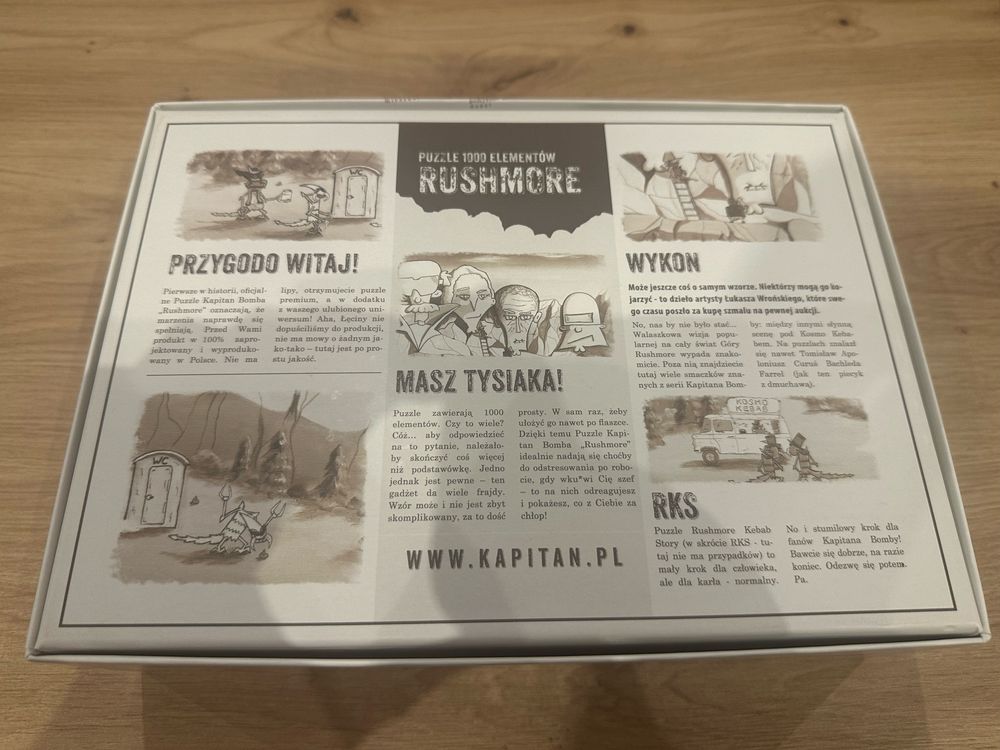 PUZZLE 1000 ELEMENTÓW
RUSHMORE
WC
PRZYGODO WITAJ!
Pierwsze w historii, oficjal-
ne Puzzle Kapitan Bomba
„Rushmore" oznaczają, że
marzenia naprawdę się
spełniają. Przed Wami
produkt w 100% zapro-
jektowany i wyproduko-
wany w Polsce. Nie ma
lipy, otrzymujecie puzzle
premium, a w dodatku
z waszego ulubionego uni-
wersum! Aha, Łęciny nie
dopuściliśmy do produkcji,
nie ma mowy o żadnym ja-
ko-tako – tutaj jest po pro-
stu jakość.
WC
MASZ TYSIAKA!
Puzzle zawierają 1000
elementów. Czy to wiele?
Cóż... aby odpowiedzieć
na to pytanie, należało-
by skończyć coś więcej
niż podstawówkę. Jedno
jednak jest pewne – ten
gadżet da wiele frajdy.
Wzór może i nie jest zbyt
skomplikowany, za to dość
prosty. W sam raz, żeby
ułożyć go nawet po flaszce.
Dzięki temu Puzzle Kapi-
tan Bomba „Rushmore"
idealnie nadają się choćby
do odstresowania po robo-
cie, gdy wku*wi Cię szef
– to na nich odreagujesz
i pokażesz, co z Ciebie za
chłop!
WWW.KAPITAN.PL
WYKON
Może jeszcze coś o samym wzorze. Niektórzy mogą go ko-
jarzyć - to dzieło artysty Łukasza Wrońskiego, które swe-
go czasu poszło za kupę szmalu na pewnej aukcji.
No, nas by nie było stać...
Walaszkowa wizja popu-
larnej na cały świat Góry
Rushmore wypada znako-
micie. Poza nią znajdziecie
tutaj wiele smaczków zna-
nych z serii Kapitana Bom-
by: między innymi słynną
scenę pod Kosmo Keba-
bem. Na puzzlach znalazł
się nawet Tomisław Apo-
loniusz Curuś Bachleda
Farrel (jak ten piecyk
z dmuchawą).
KOSMO
KEBAB
RKS
Puzzle Rushmore Kebab
Story (w skrócie RKS - tu-
taj nie ma przypadków) to
mały krok dla człowieka,
ale dla karła - normalny.
No i stumilowy krok dla
fanów Kapitana Bomby!
Bawcie się dobrze, na razie
koniec. Odezwę się potem.
Pa.